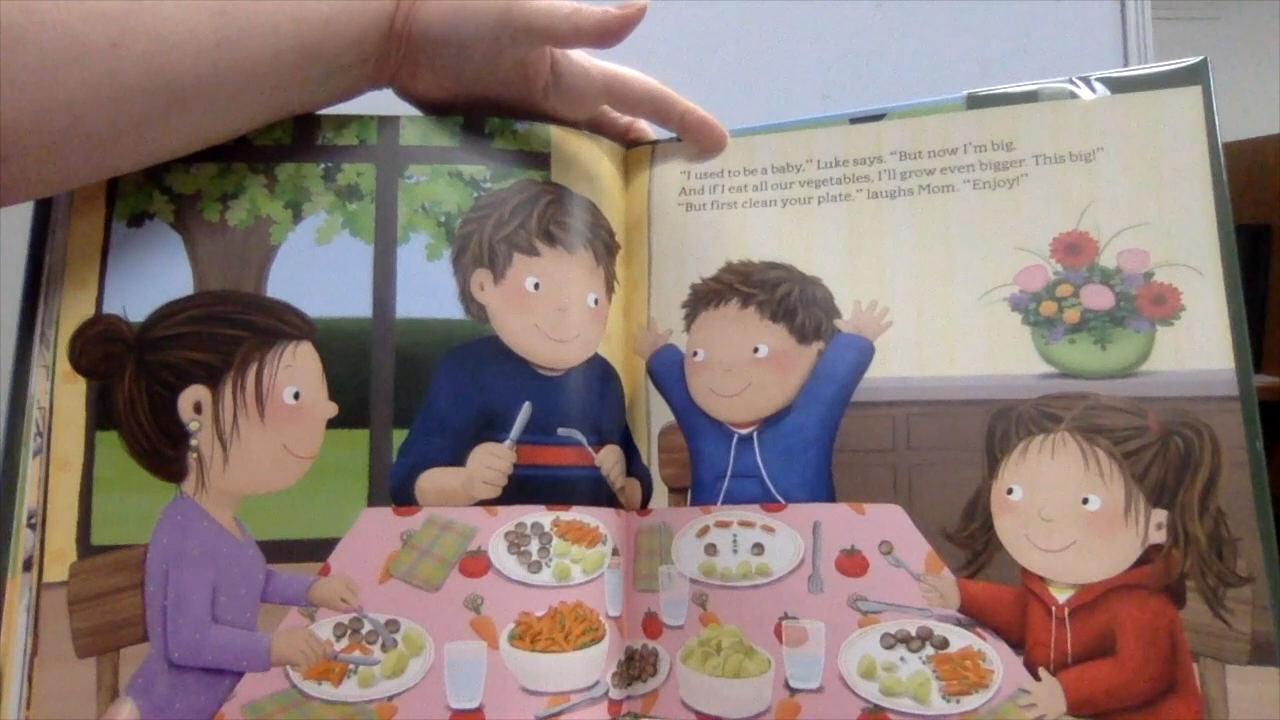 “I used to be a baby,” Luke says. “But now I’m big.
And if I eat all our vegetables, I’ll grow even bigger. This big!”
“But first clean your plate,” laughs Mom. “Enjoy!”